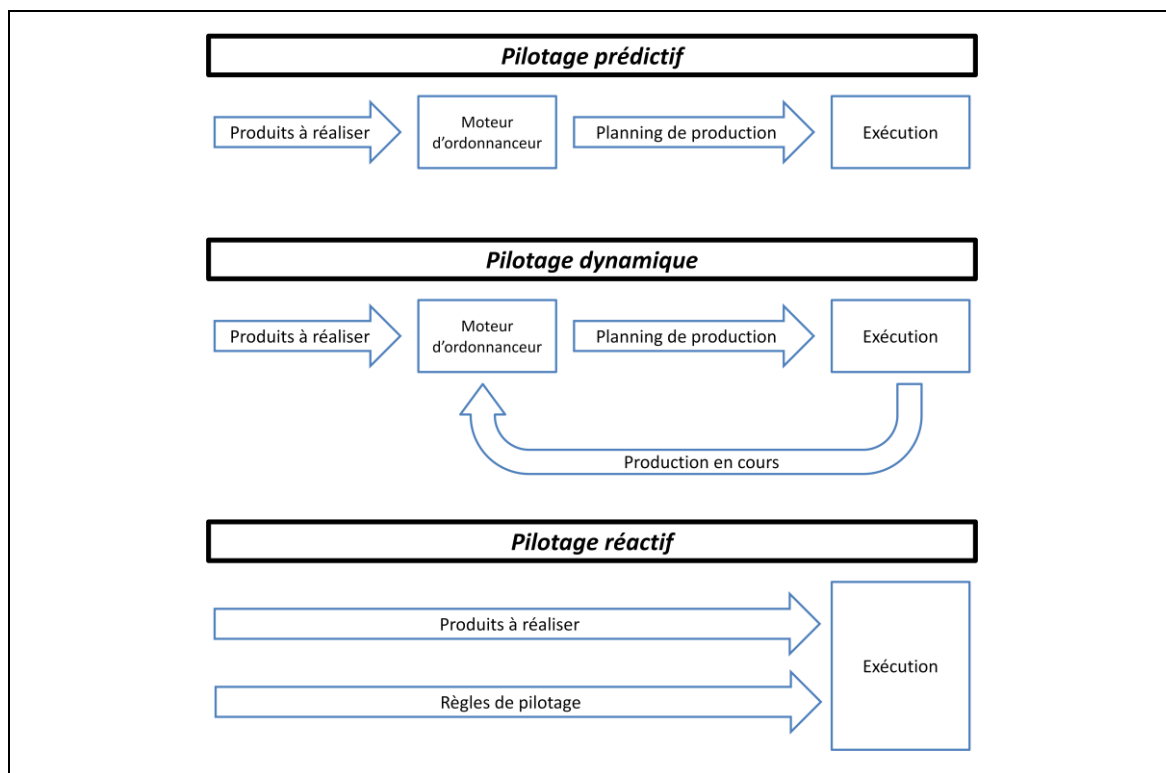 Pilotage prédictif
Produits à réaliser
Moteur
d'ordonnanceur
Planning de production
Exécution
Pilotage dynamique
Produits à réaliser
Moteur
d'ordonnanceur
Planning de production
Exécution
Production en cours
Pilotage réactif
Produits à réaliser
Exécution
Règles de pilotage